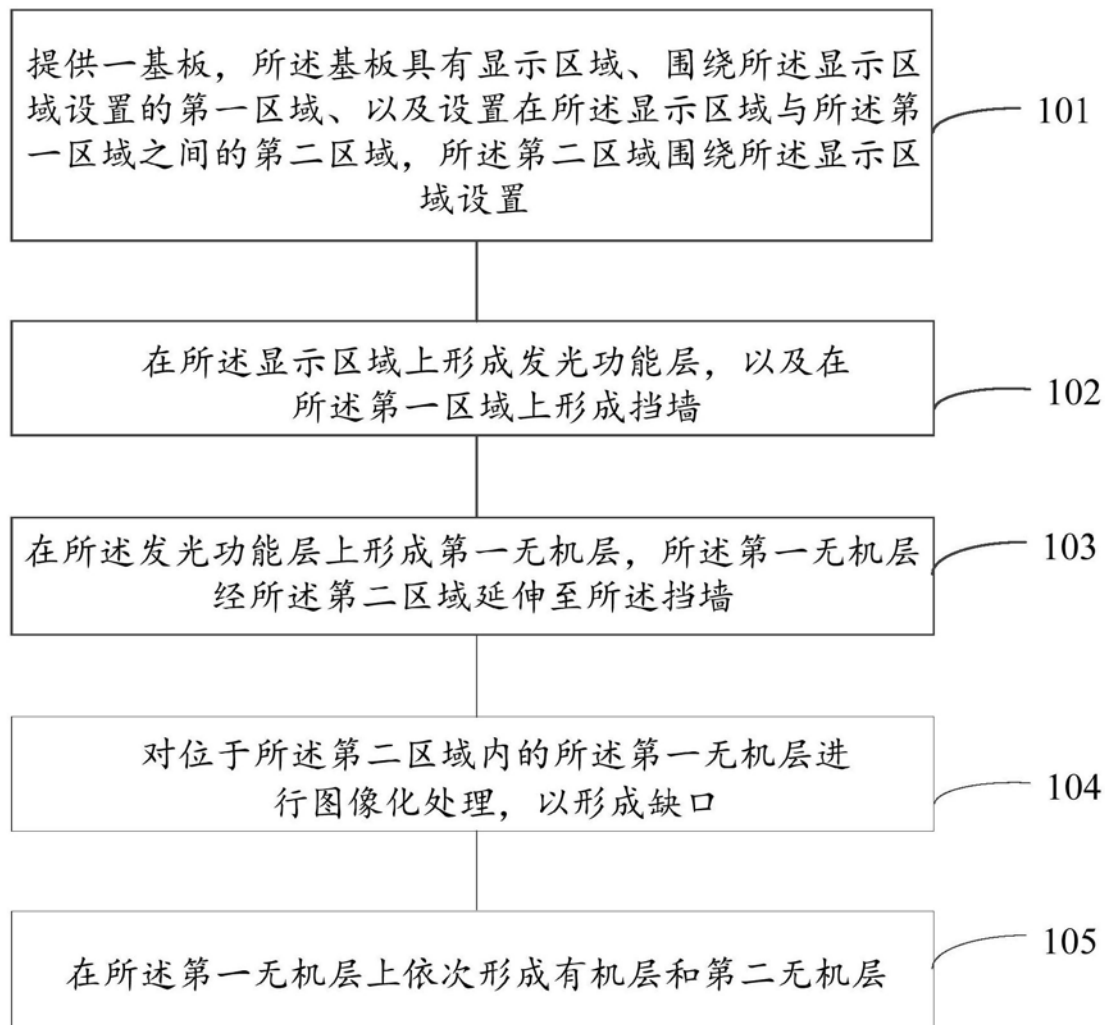 提供一基板，所述基板具有显示区域、围绕所述显示区
域设置的第一区域、以及设置在所述显示区域与所述第
一区域之间的第二区域，所述第二区域围绕所述显示区
域设置
101
在所述显示区域上形成发光功能层，以及在
所述第一区域上形成挡墙
102
在所述发光功能层上形成第一无机层，所述第一无机层
经所述第二区域延伸至所述挡墙
103
对位于所述第二区域内的所述第一无机层进
行图像化处理，以形成缺口
104
在所述第一无机层上依次形成有机层和第二无机层
105